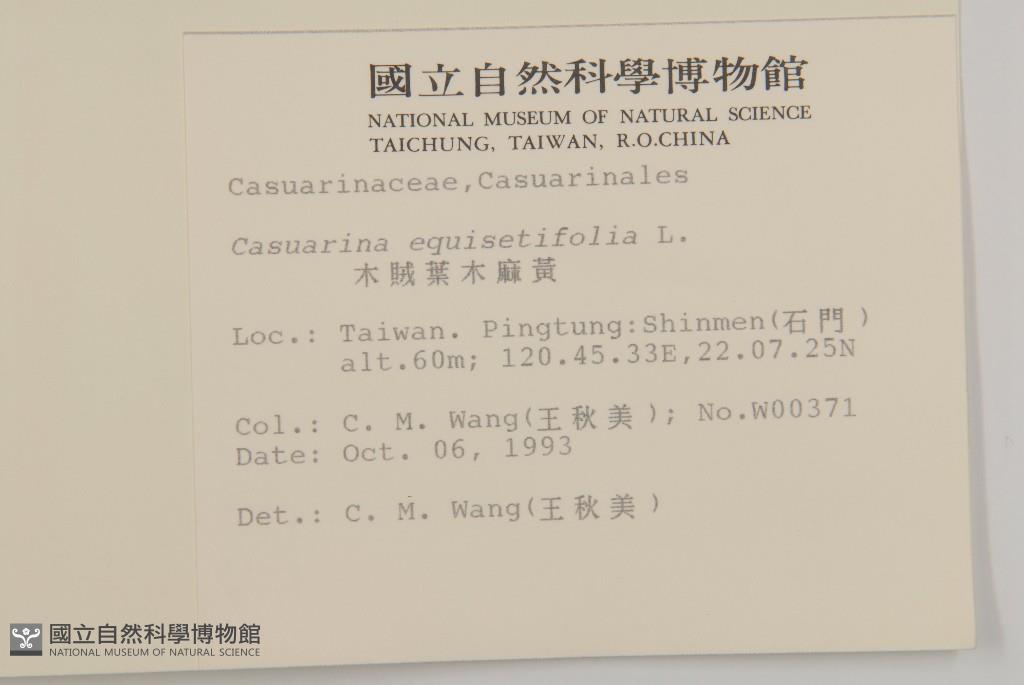 國立自然科學博物館
NATIONAL MUSEUM OF NATURAL SCIENCE
TAICHUNG, TAIWAN, R.O.CHINA
Casuarinaceae,Casuarinales
Casuarina equisetifolia L.
木賊葉木麻黃
Loc.: Taiwan. Pingtung:Shinmen(石門)
alt.60m; 120.45.33E,22.07.25N
Col.: C. M. Wang(王秋美); No.W00371
Date: Oct. 06, 1993
Det.: C. M. Wang(王秋美)
國立自然科學博物館
NATIONAL MUSEUM OF NATURAL SCIENCE